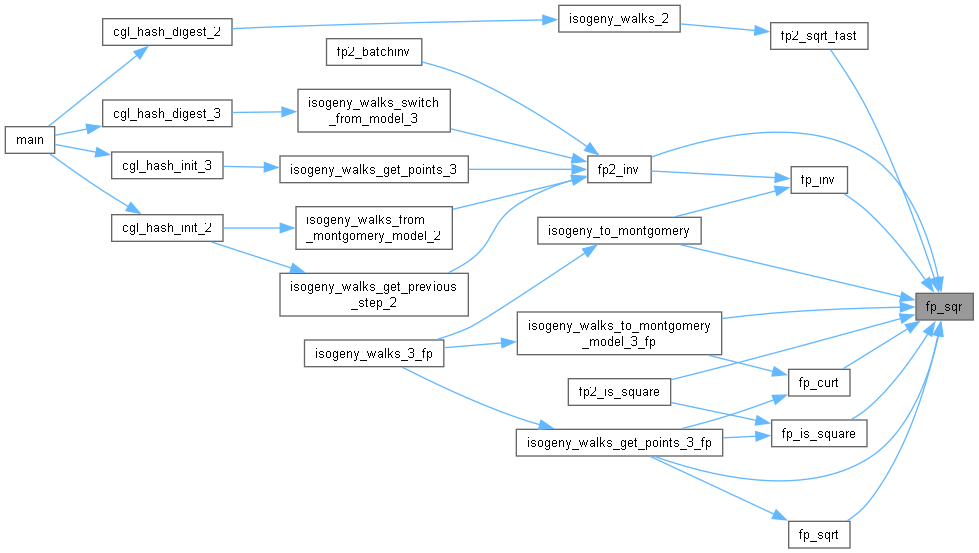 isogeny_walks_2
cgl_hash_digest_2
fp2_sqrt_fast
fp2_batchinv
isogeny_walks_switch
_from_model_3
cgl_hash_digest_3
main
cgl_hash_init_3
isogeny_walks_get_points_3
fp2_inv
fp_inv
isogeny_walks_from
_montgomery_model_2
cgl_hash_init_2
isogeny_to_montgomery
isogeny_walks_get_previous
_step_2
fp_sqr
isogeny_walks_to_montgomery
_model_3_fp
isogeny_walks_3_fp
fp_curt
fp2_is_square
fp_is_square
isogeny_walks_get_points_3_fp
fp_sqrt